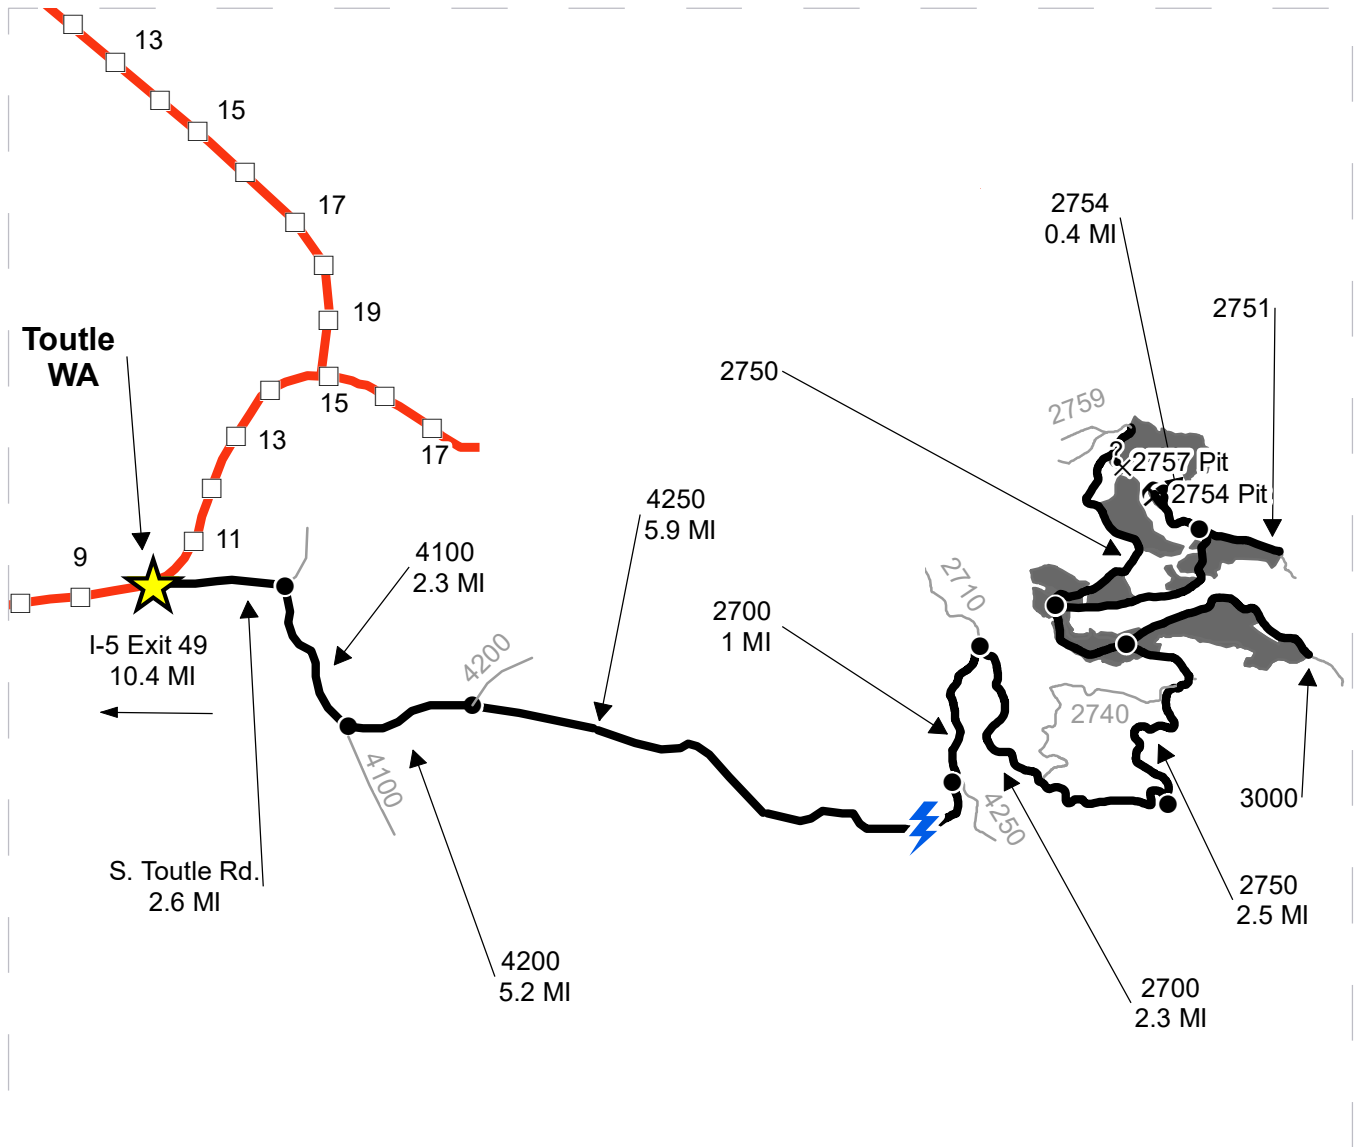 13
15
17
2754
0.4 MI
19
2751
Toutle
WA
2750
15
2759
13
17
?
2757 Pit
2754 Pit
4250
5.9 MI
11
9
4100
2.3 MI
2710
2700
1 MI
I-5 Exit 49
10.4 MI
4200
2740
4100
4250
3000
S. Toutle Rd.
2.6 MI
2750
2.5 MI
4200
5.2 MI
2700
2.3 MI